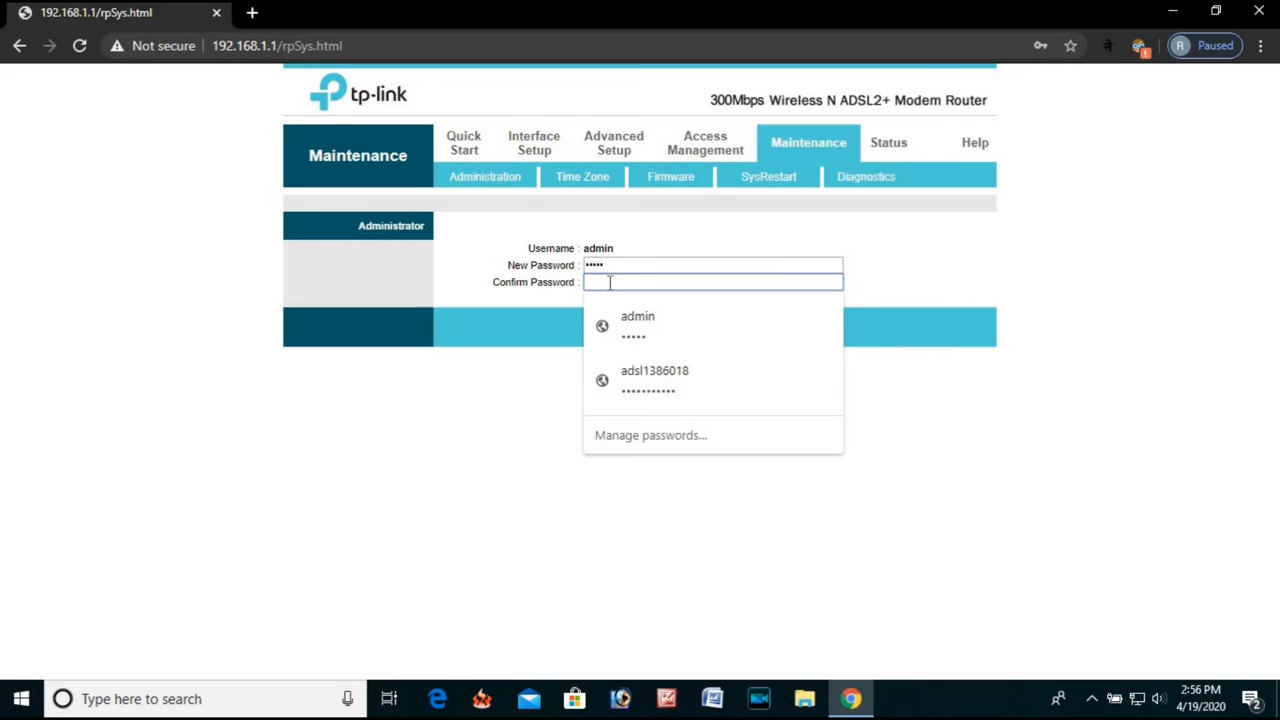 192.168.1.1/rpSys.html
Not secure 192.168.1.1/rpSys.html
ने
R Paused
tp-link
300Mbps Wireless N ADSL2+ Modem Router
Maintenance
Quick Start
Interface Setup
Advanced Setup
Access Management
Maintenance
Status
Help
Administration
Time Zone
Firmware
SysRestart
Diagnostics
Administrator
Username : admin
New Password : •••••
Confirm Password :
admin
•••••
adsl1386018
•••••••••••
Manage passwords...
Type here to search
2:56 PM
4/19/2020
2